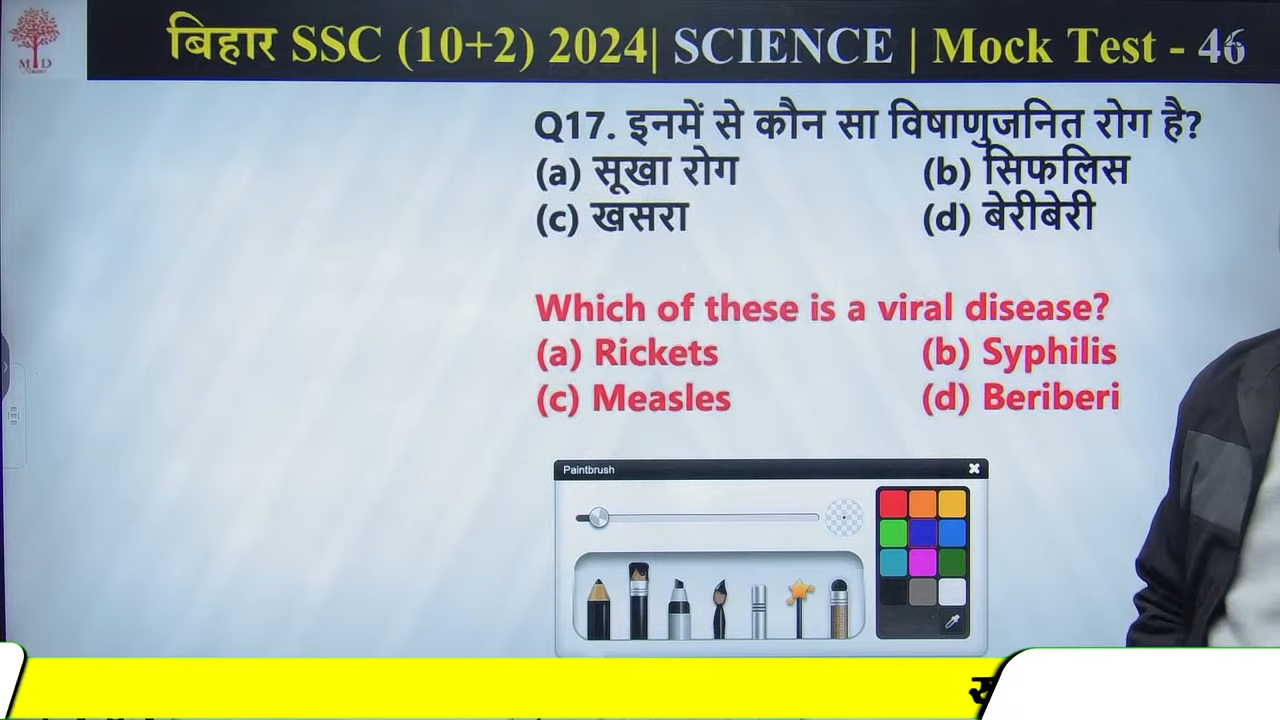 बिहार SSC (10+2) 2024| SCIENCE | Mock Test - 46
Q17. इनमें से कौन सा विषाणुजनित रोग है?
(a) सूखा रोग (b) सिफलिस
(c) खसरा (d) बेरीबेरी
Which of these is a viral disease?
(a) Rickets (b) Syphilis
(c) Measles (d) Beriberi
Paintbrush